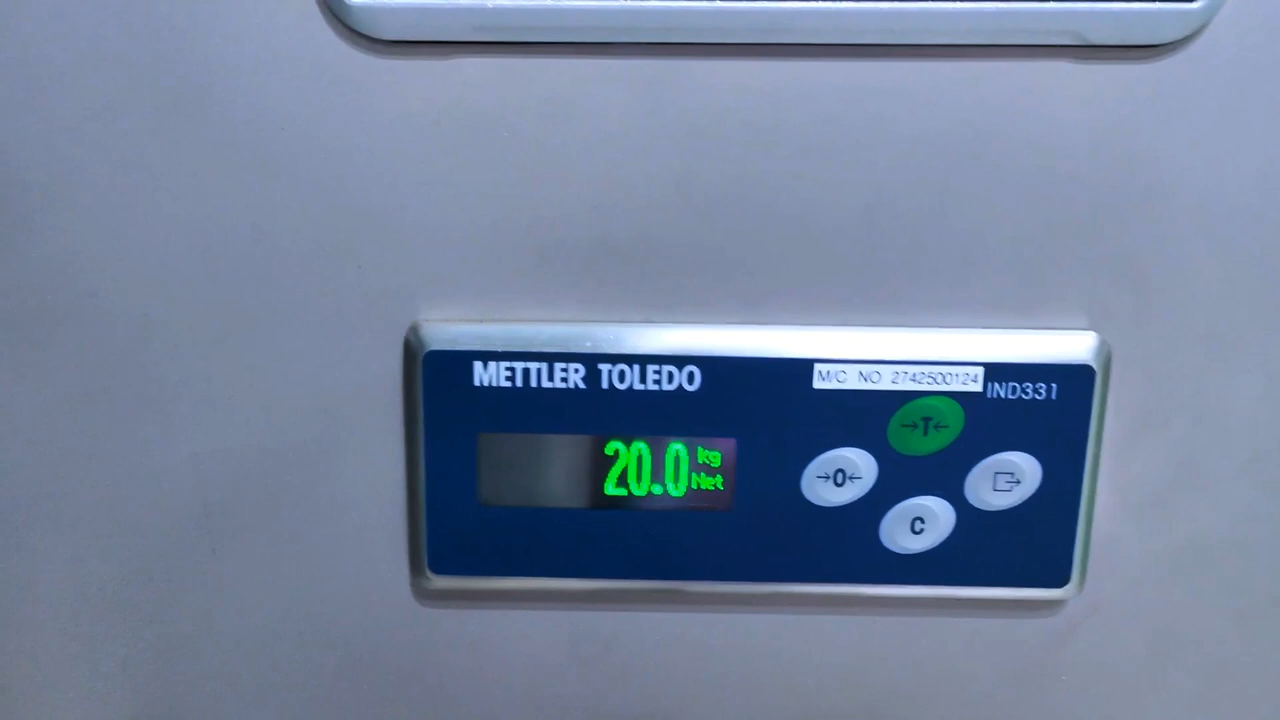 METTLER TOLEDO
M/C NO 2742500124
IND331
20.0 kg
Net
→T←
→0←
C